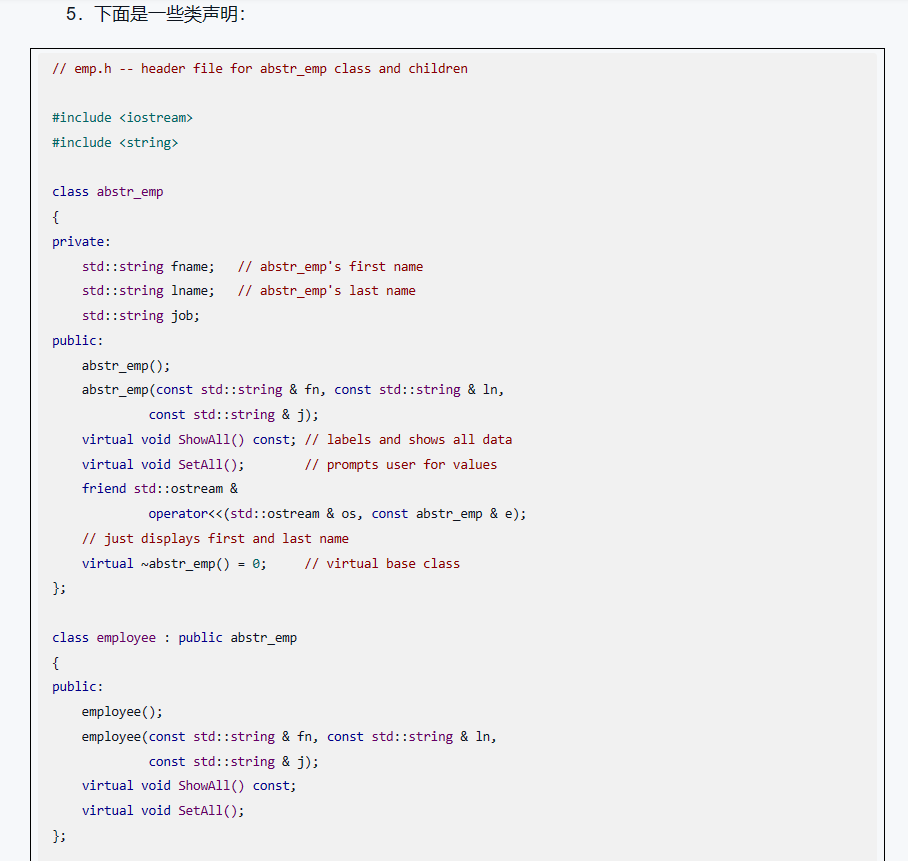 5．下面是一些类声明：
// emp.h -- header file for abstr_emp class and children
#include <iostream>
#include <string>
class abstr_emp
{
private:
    std::string fname;   // abstr_emp's first name
    std::string lname;   // abstr_emp's last name
    std::string job;
public:
    abstr_emp();
    abstr_emp(const std::string & fn, const std::string & ln,
             const std::string & j);
    virtual void ShowAll() const; // labels and shows all data
    virtual void SetAll();        // prompts user for values
    friend std::ostream &
             operator<<(std::ostream & os, const abstr_emp & e);
    // just displays first and last name
    virtual ~abstr_emp() = 0;     // virtual base class
};
class employee : public abstr_emp
{
public:
    employee();
    employee(const std::string & fn, const std::string & ln,
             const std::string & j);
    virtual void ShowAll() const;
    virtual void SetAll();
};